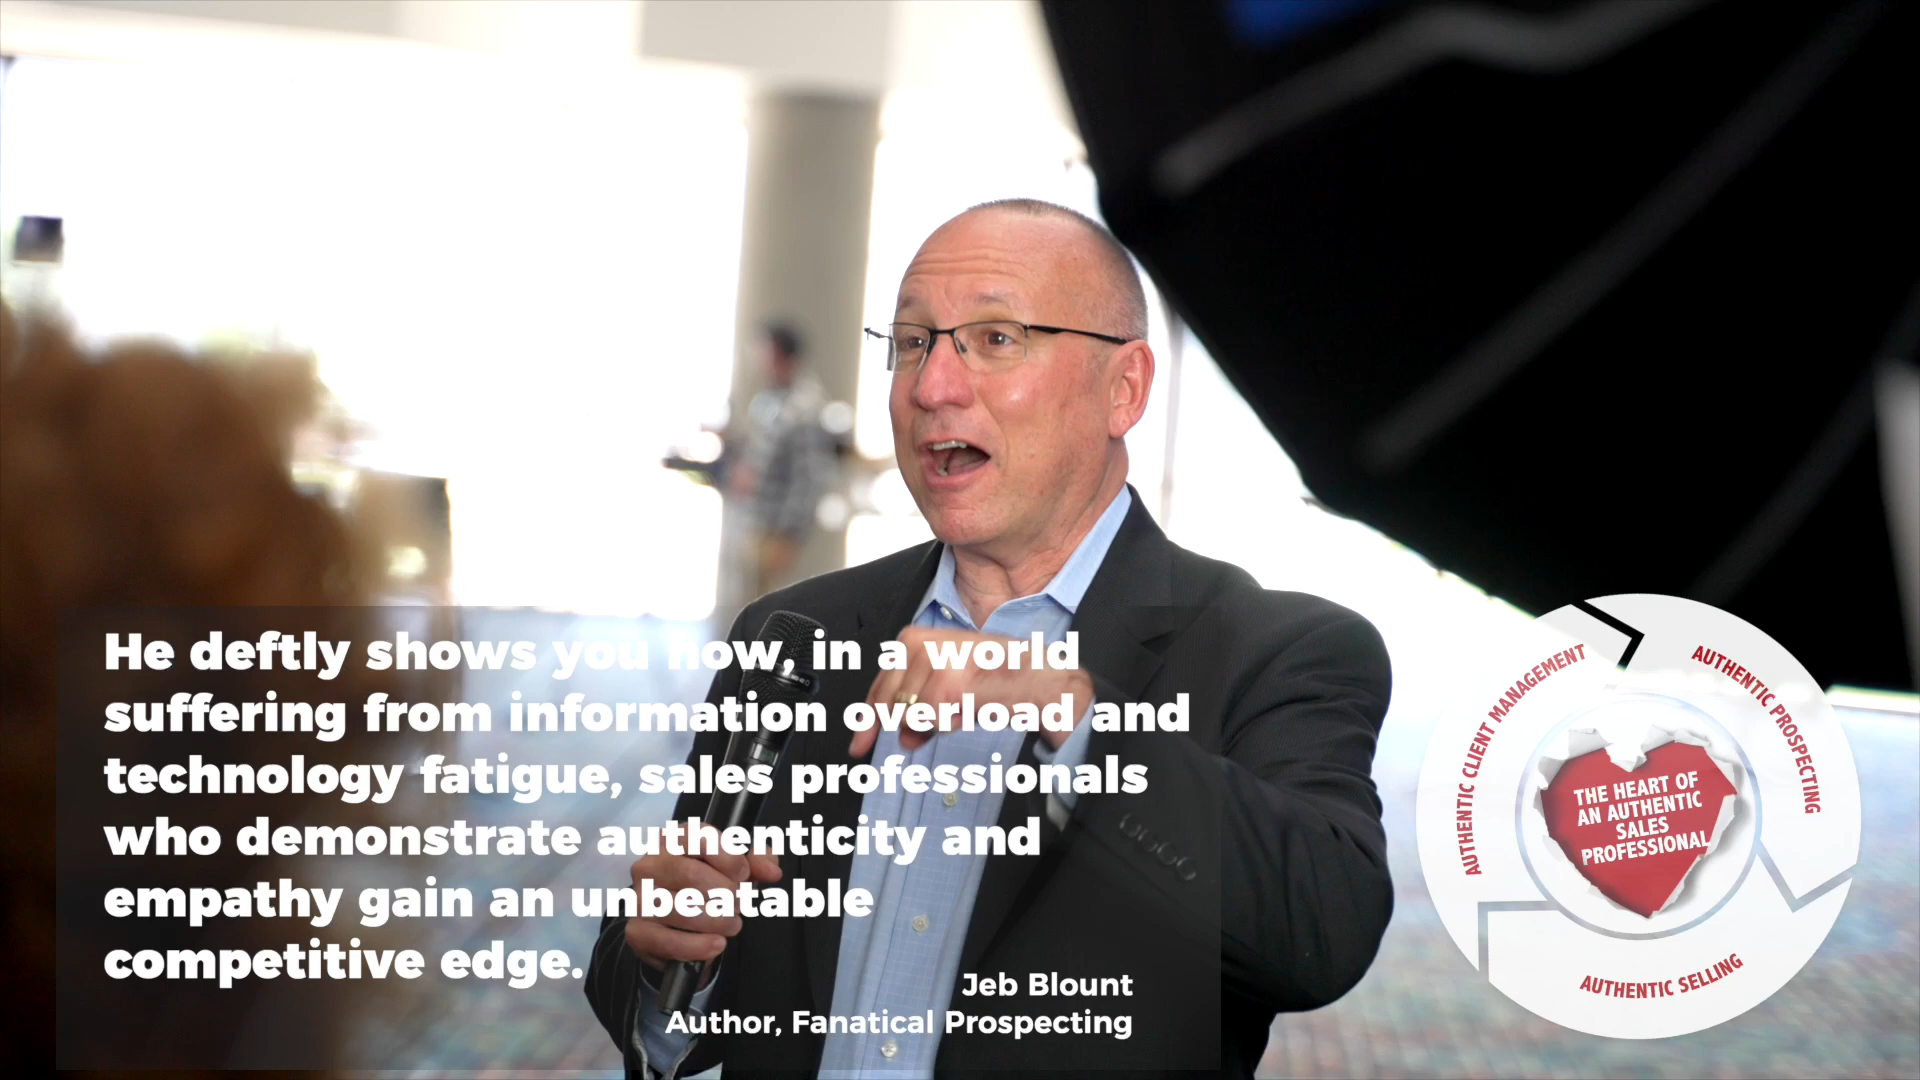 He deftly shows you how, in a world
suffering from information overload and
technology fatigue, sales professionals
who demonstrate authenticity and
empathy gain an unbeatable
competitive edge.
Jeb Blount
Author, Fanatical Prospecting
AUTHENTIC CLIENT MANAGEMENT
AUTHENTIC PROSPECTING
THE HEART OF
AN AUTHENTIC
SALES
PROFESSIONAL
AUTHENTIC SELLING